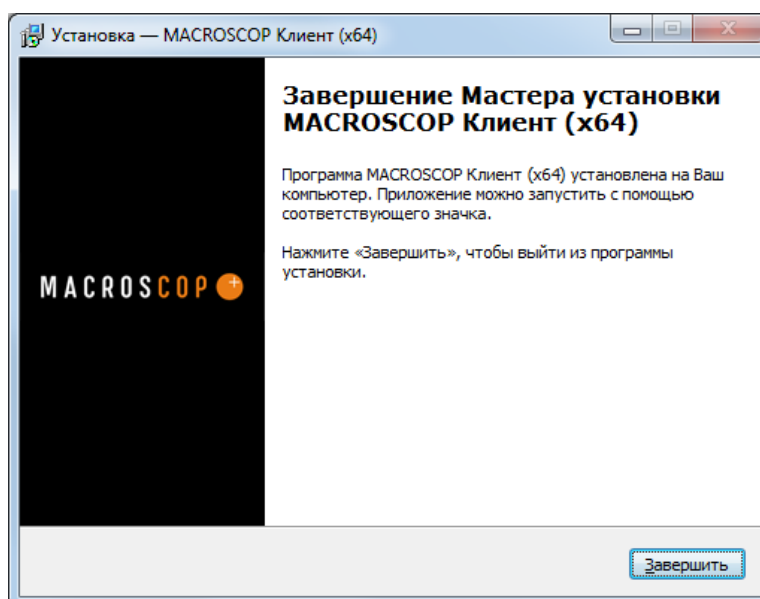 Установка — MACROSCOP Клиент (x64)
Завершение Мастера установки
MACROSCOP Клиент (x64)
Программа MACROSCOP Клиент (x64) установлена на Ваш
компьютер. Приложение можно запустить с помощью
соответствующего значка.
Нажмите «Завершить», чтобы выйти из программы
установки.
MACROSCOP
Завершить